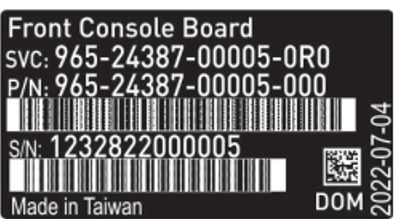 Front Console Board
SVC: 965-24387-00005-0R0
P/N: 965-24387-00005-000
S/N: 1232822000005
Made in Taiwan
DOM
2022-07-04